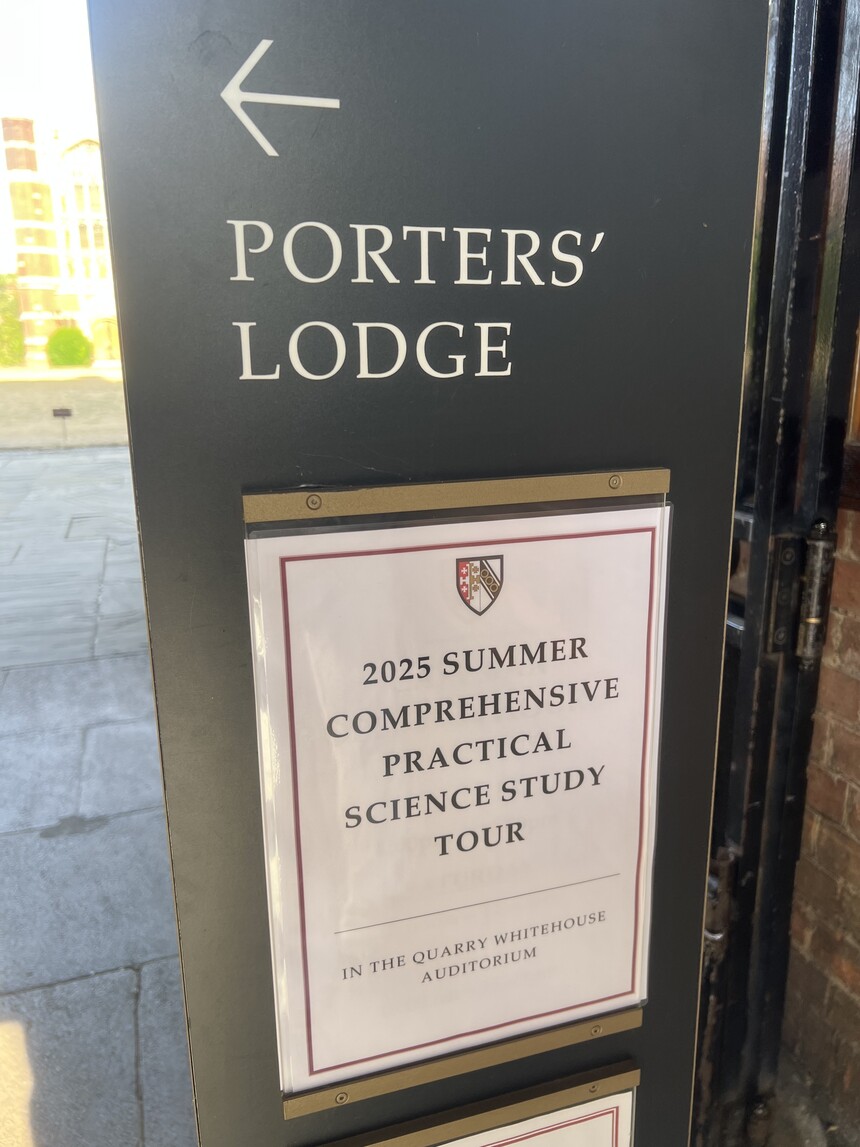 PORTERS’
LODGE
2025 SUMMER
COMPREHENSIVE
PRACTICAL
SCIENCE STUDY
TOUR
IN THE QUARRY WHITEHOUSE
AUDITORIUM